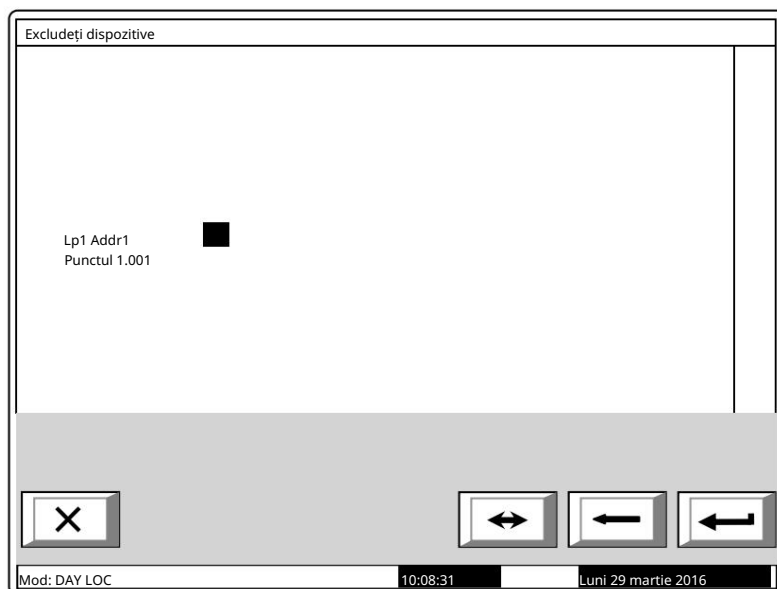 Excludeți dispozitive
Lp1 Addr1
Punctul 1.001
Mod: DAY LOC 10:08:31 Luni 29 martie 2016